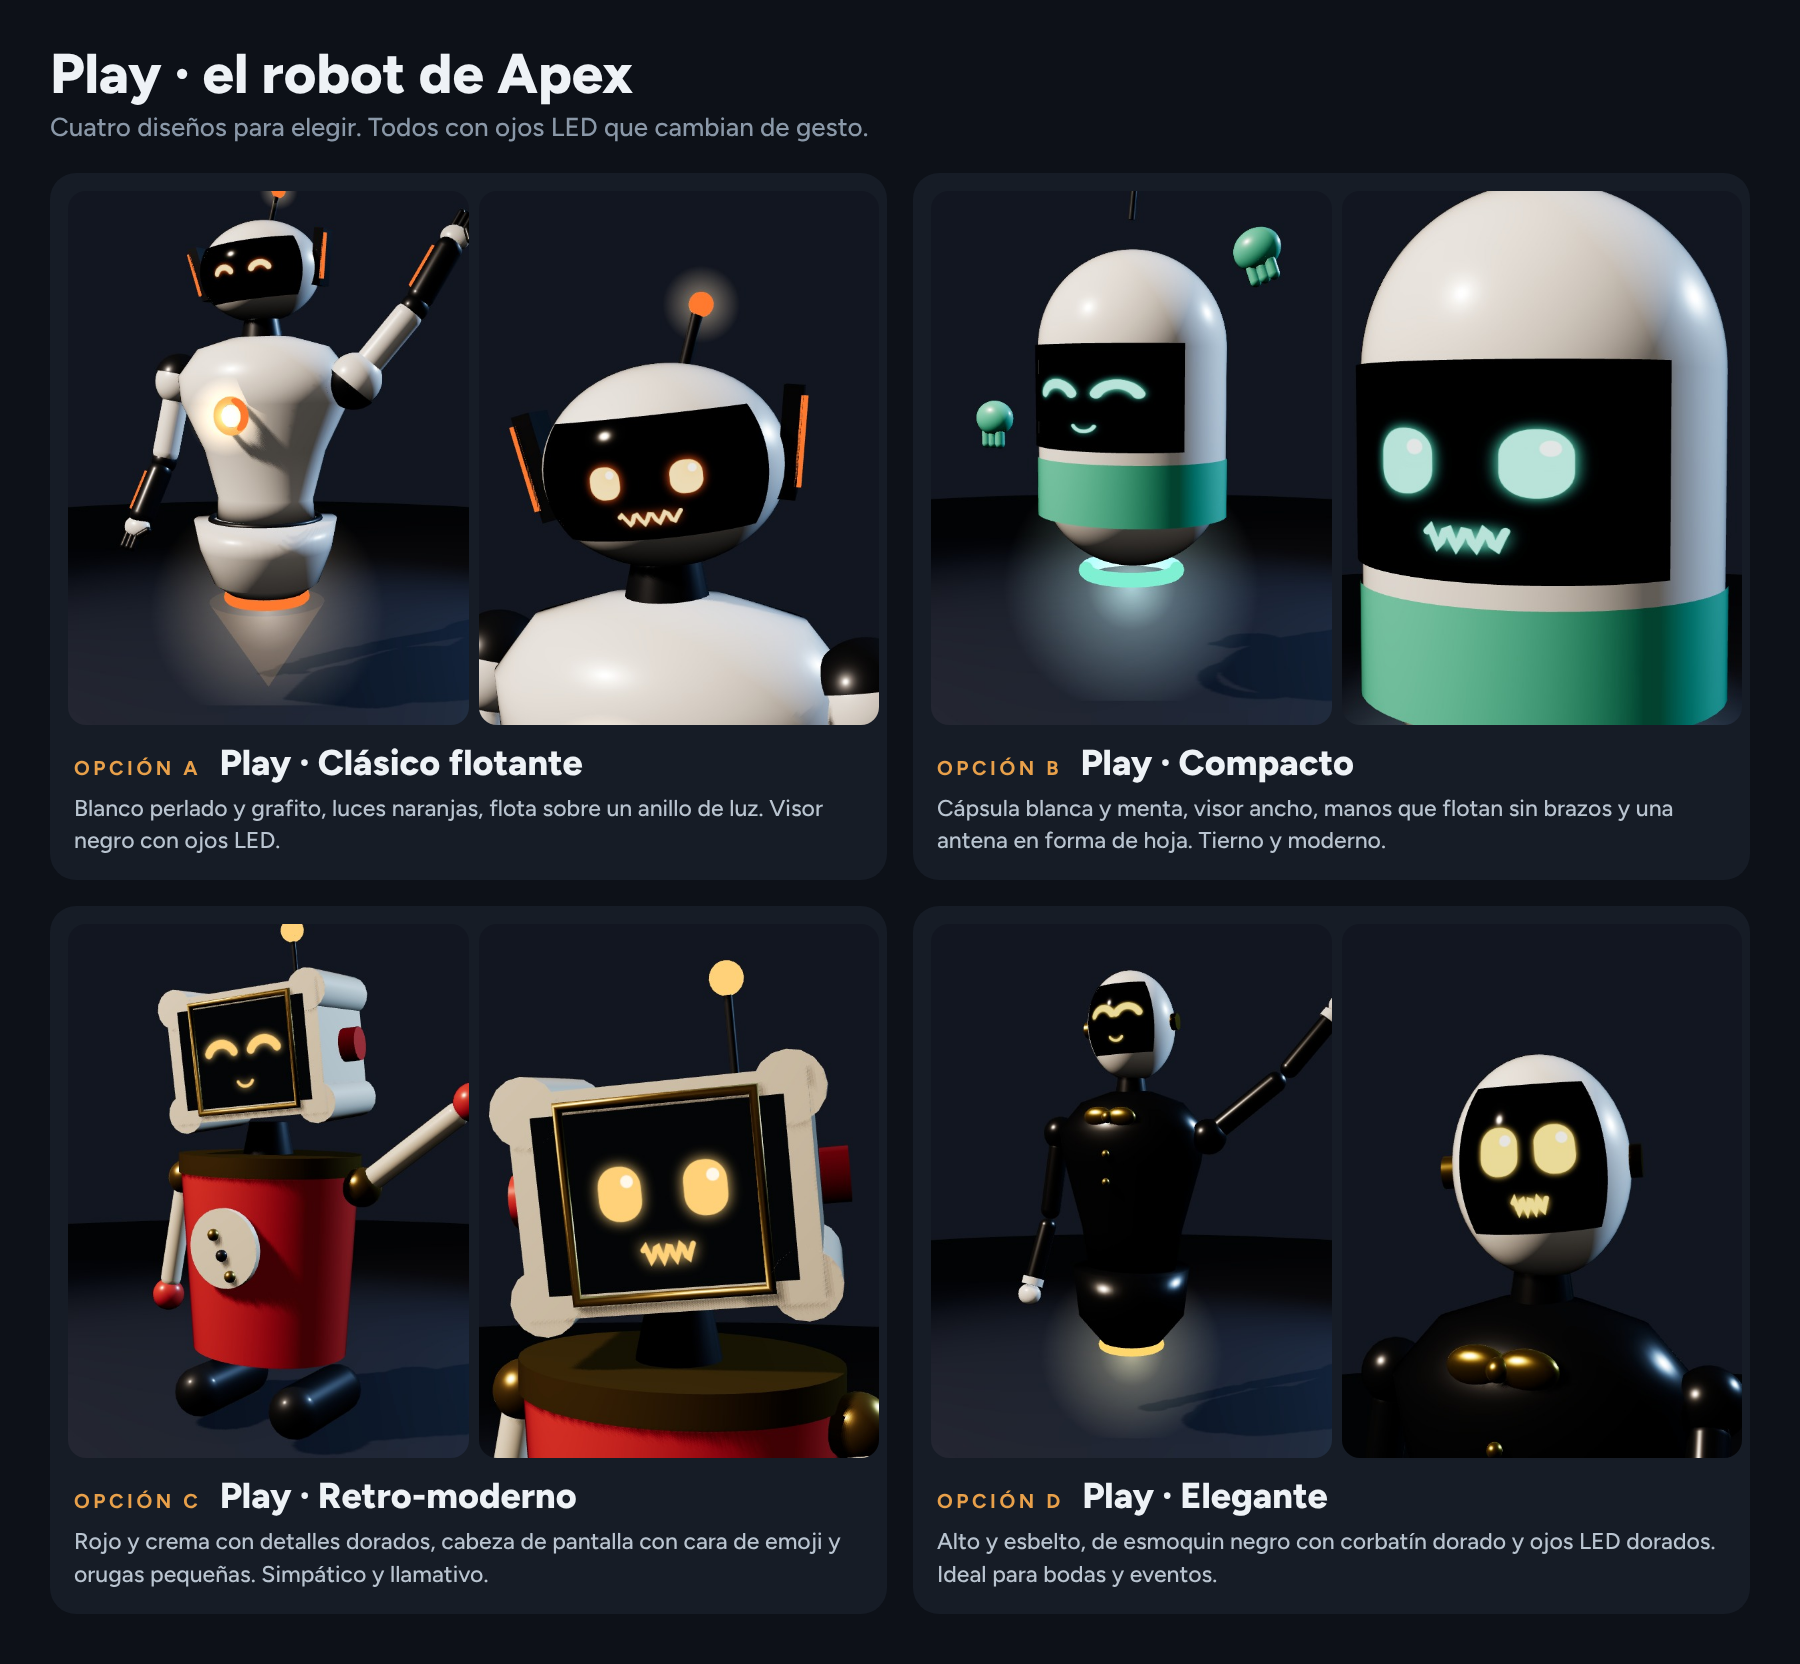 Play · el robot de Apex
Cuatro diseños para elegir. Todos con ojos LED que cambian de gesto.
OPCIÓN A Play · Clásico flotante
Blanco perlado y grafito, luces naranjas, flota sobre un anillo de luz. Visor
negro con ojos LED.
OPCIÓN B Play · Compacto
Cápsula blanca y menta, visor ancho, manos que flotan sin brazos y una
antena en forma de hoja. Tierno y moderno.
OPCIÓN C Play · Retro-moderno
Rojo y crema con detalles dorados, cabeza de pantalla con cara de emoji y
orugas pequeñas. Simpático y llamativo.
OPCIÓN D Play · Elegante
Alto y esbelto, de esmoquin negro con corbatín dorado y ojos LED dorados.
Ideal para bodas y eventos.